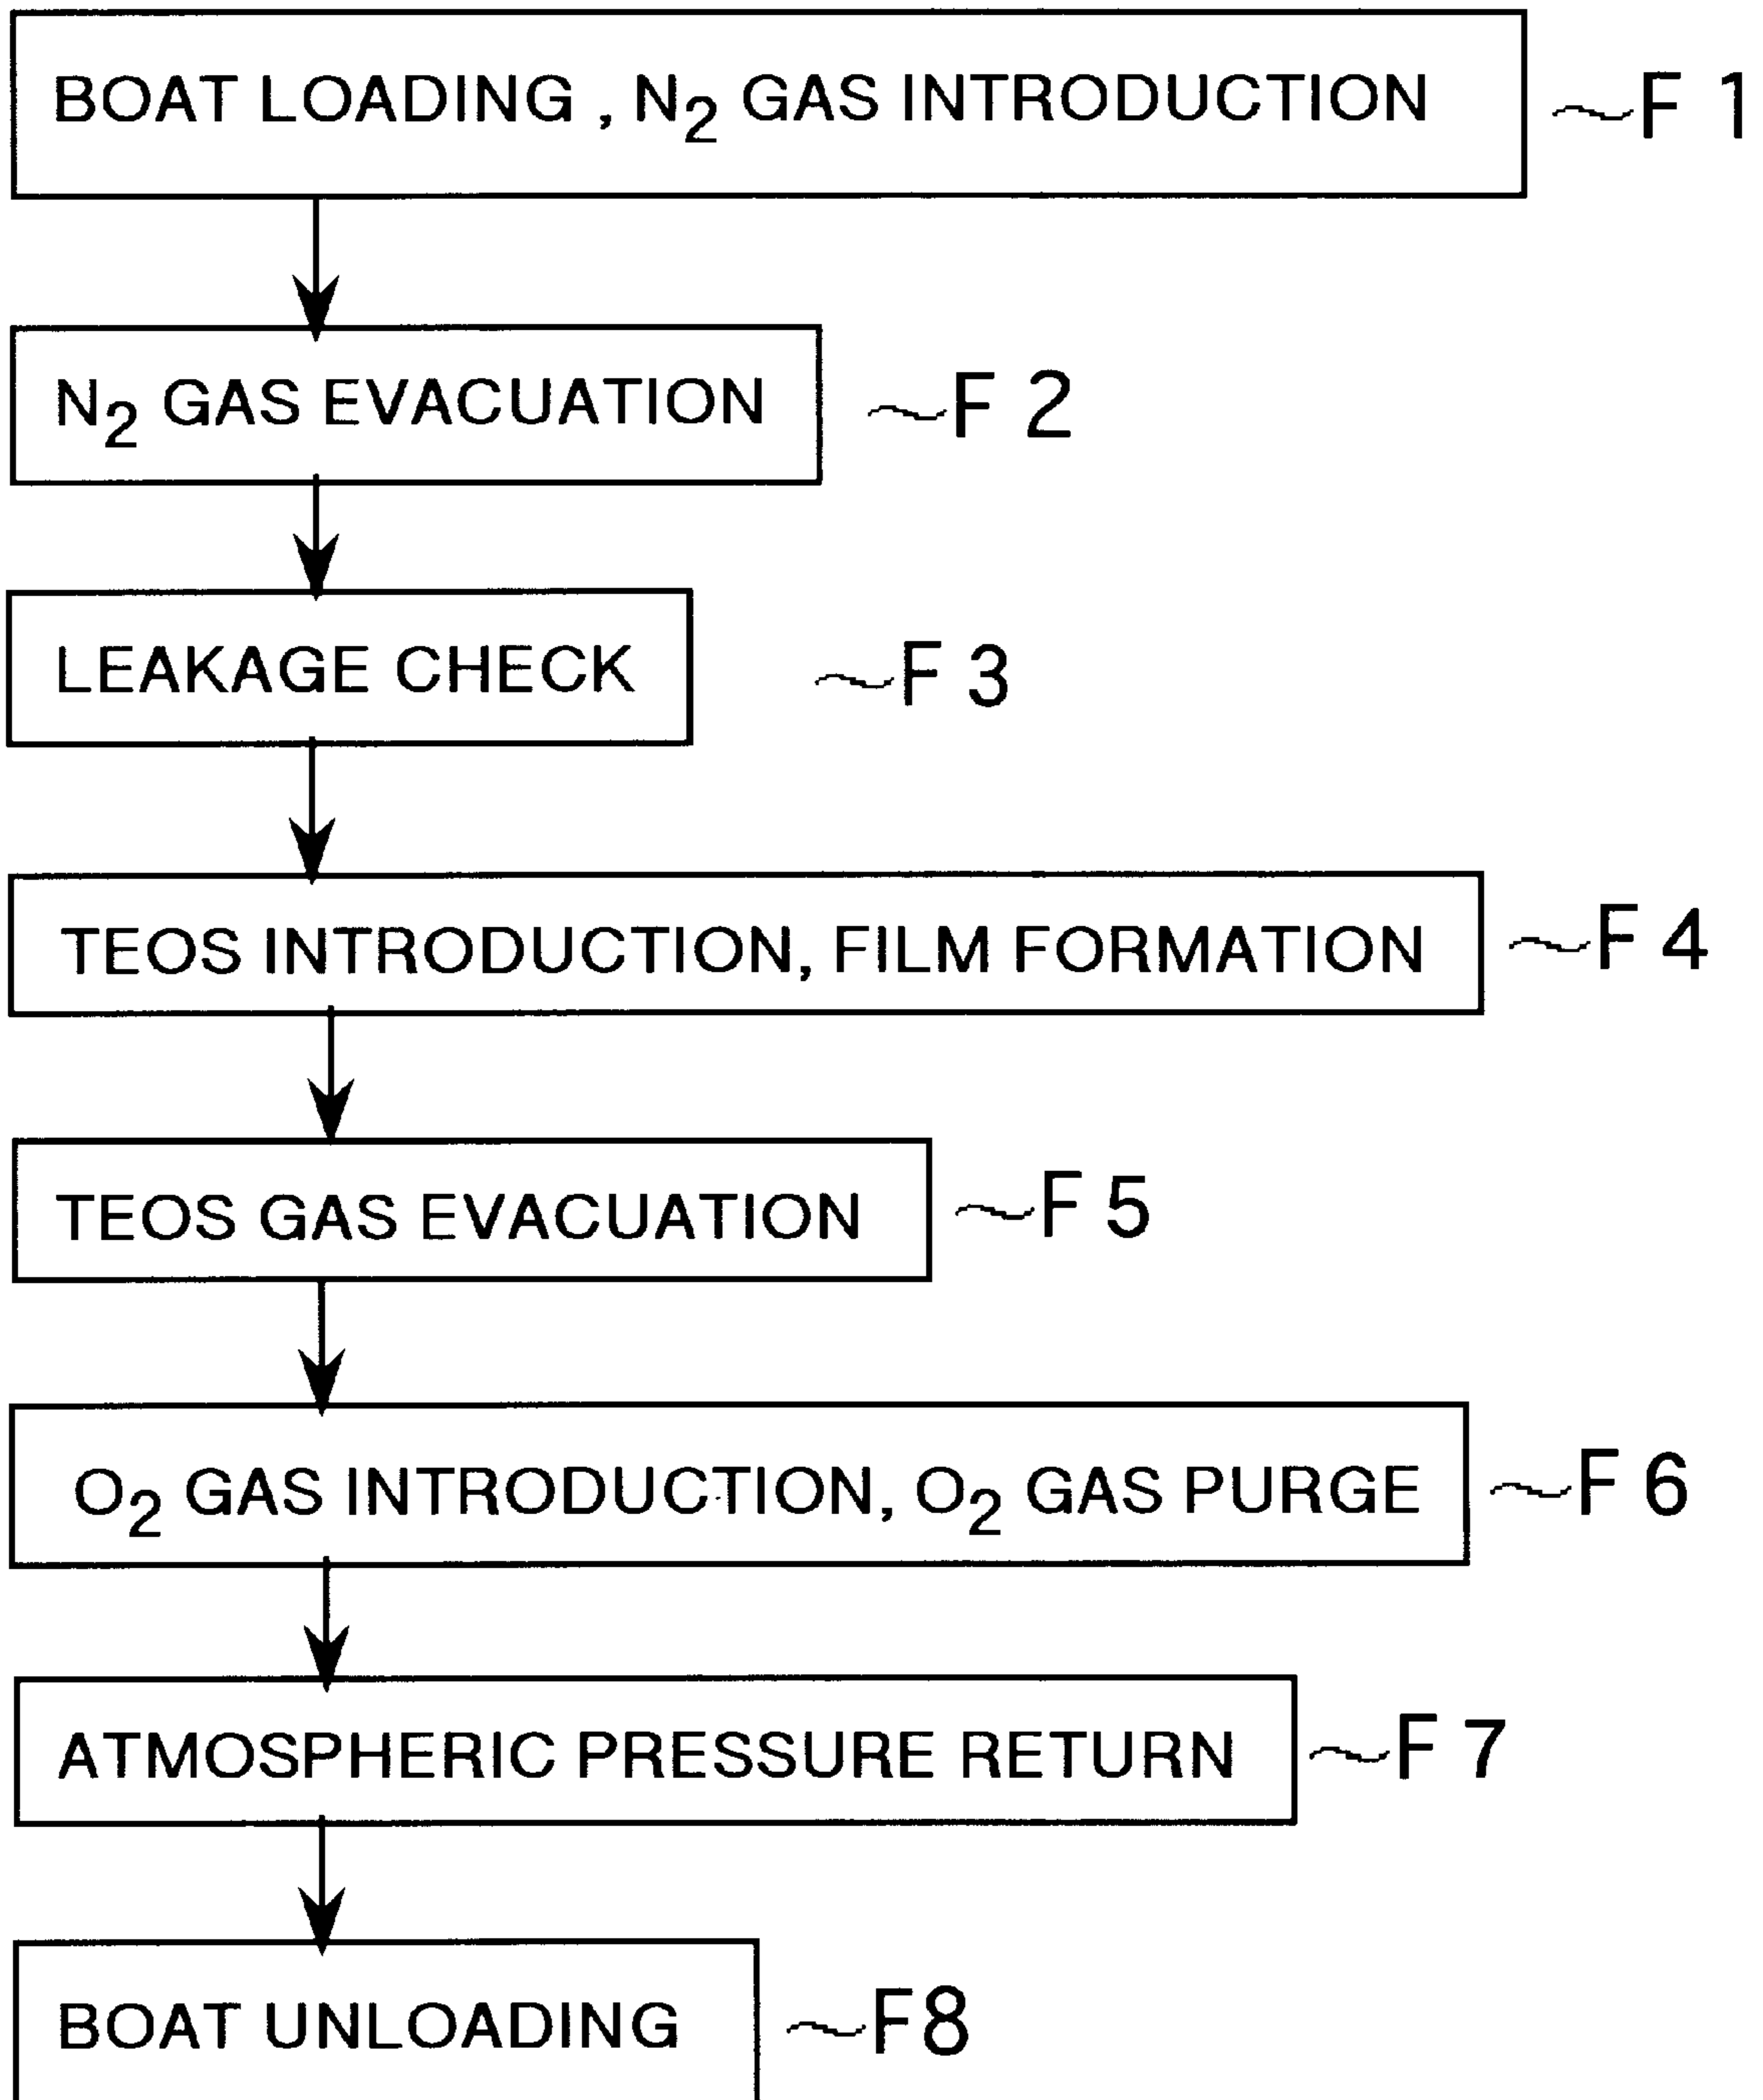 BOAT LOADING , N₂ GAS INTRODUCTION ~F 1
N₂ GAS EVACUATION ~F 2
LEAKAGE CHECK ~F 3
TEOS INTRODUCTION, FILM FORMATION ~F 4
TEOS GAS EVACUATION ~F 5
O₂ GAS INTRODUCTION, O₂ GAS PURGE ~F 6
ATMOSPHERIC PRESSURE RETURN ~F 7
BOAT UNLOADING ~F8